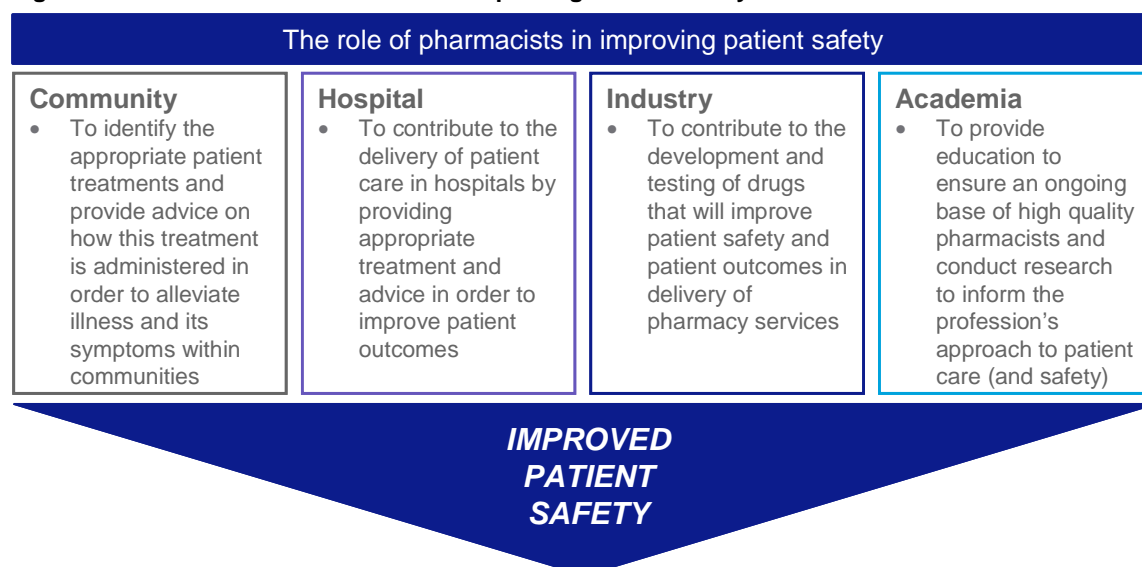 The role of pharmacists in improving patient safety
Community
• To identify the
appropriate patient
treatments and
provide advice on
how this treatment
is administered in
order to alleviate
illness and its
symptoms within
communities
Hospital
• To contribute to the
delivery of patient
care in hospitals by
providing
appropriate
treatment and
advice in order to
improve patient
outcomes
Industry
• To contribute to the
development and
testing of drugs
that will improve
patient safety and
patient outcomes in
delivery of
pharmacy services
Academia
• To provide
education to
ensure an ongoing
base of high quality
pharmacists and
conduct research
to inform the
profession's
approach to patient
care (and safety)
IMPROVED
PATIENT
SAFETY